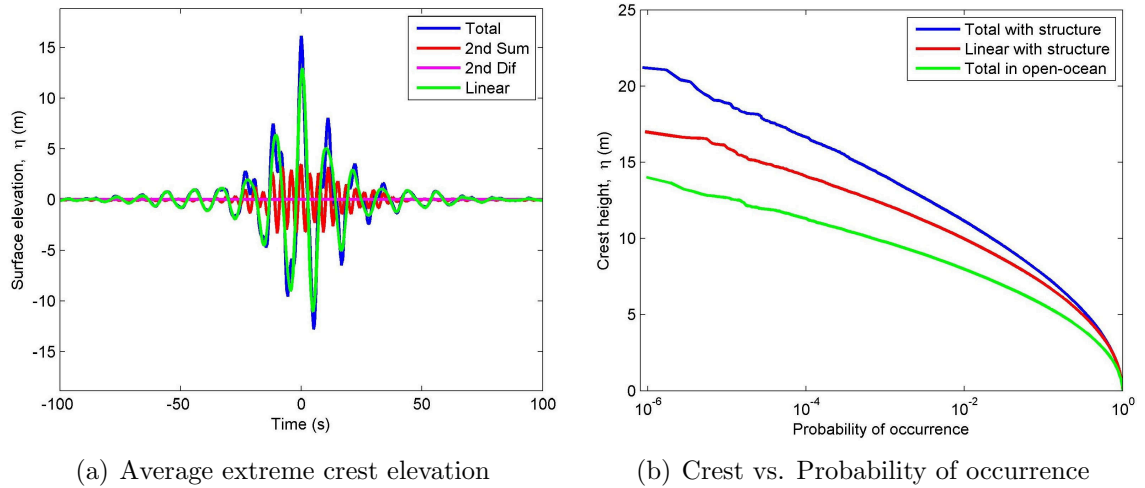 Total
2nd Sum
2nd Dif
Linear
15
10
5
0
-5
-10
-15
Surface elevation, η (m)
-100
-50
0
50
100
Time (s)
(a) Average extreme crest elevation
Total with structure
Linear with structure
Total in open-ocean
25
20
15
10
5
0
Crest height, η (m)
10^-6
10^-4
10^-2
10^0
Probability of occurrence
(b) Crest vs. Probability of occurrence